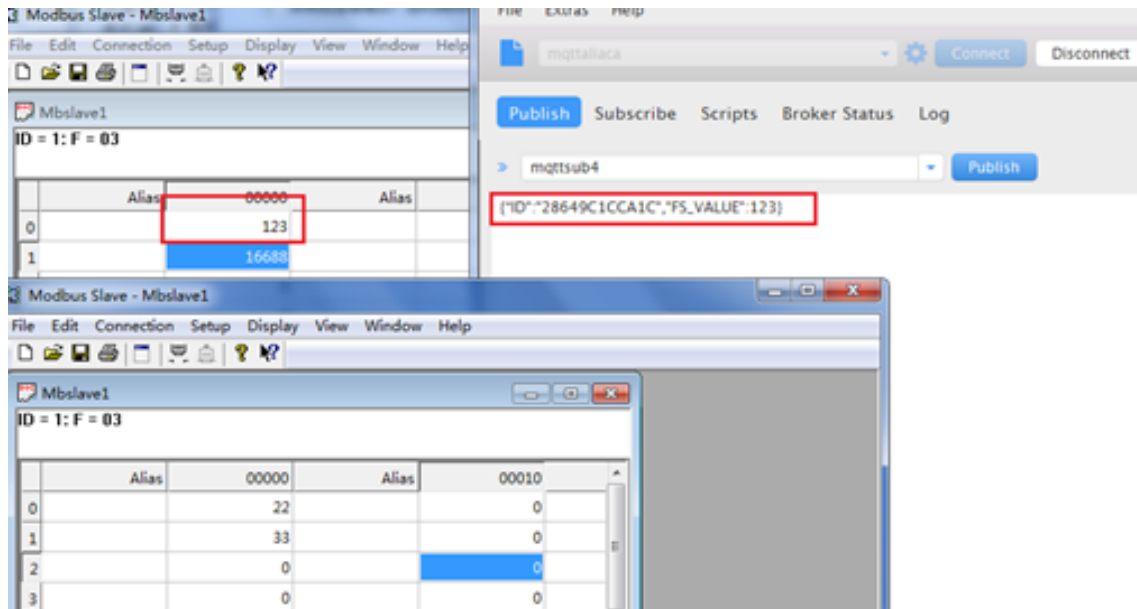 Modbus Slave - Mbslave1
File Edit Connection Setup Display View Window Help
Mbslave1
ID = 1: F = 03
Alias 00000 Alias
0 123
1 16688
File Extras Help
mqttaliaca Connect Disconnect
Publish Subscribe Scripts Broker Status Log
mqttsub4 Publish
{"ID":"28649C1CCA1C","FS_VALUE":123}
Modbus Slave - Mbslave1
File Edit Connection Setup Display View Window Help
Mbslave1
ID = 1: F = 03
Alias 00000 Alias 00010
0 22 0
1 33 0
2 0 0
3 0 0